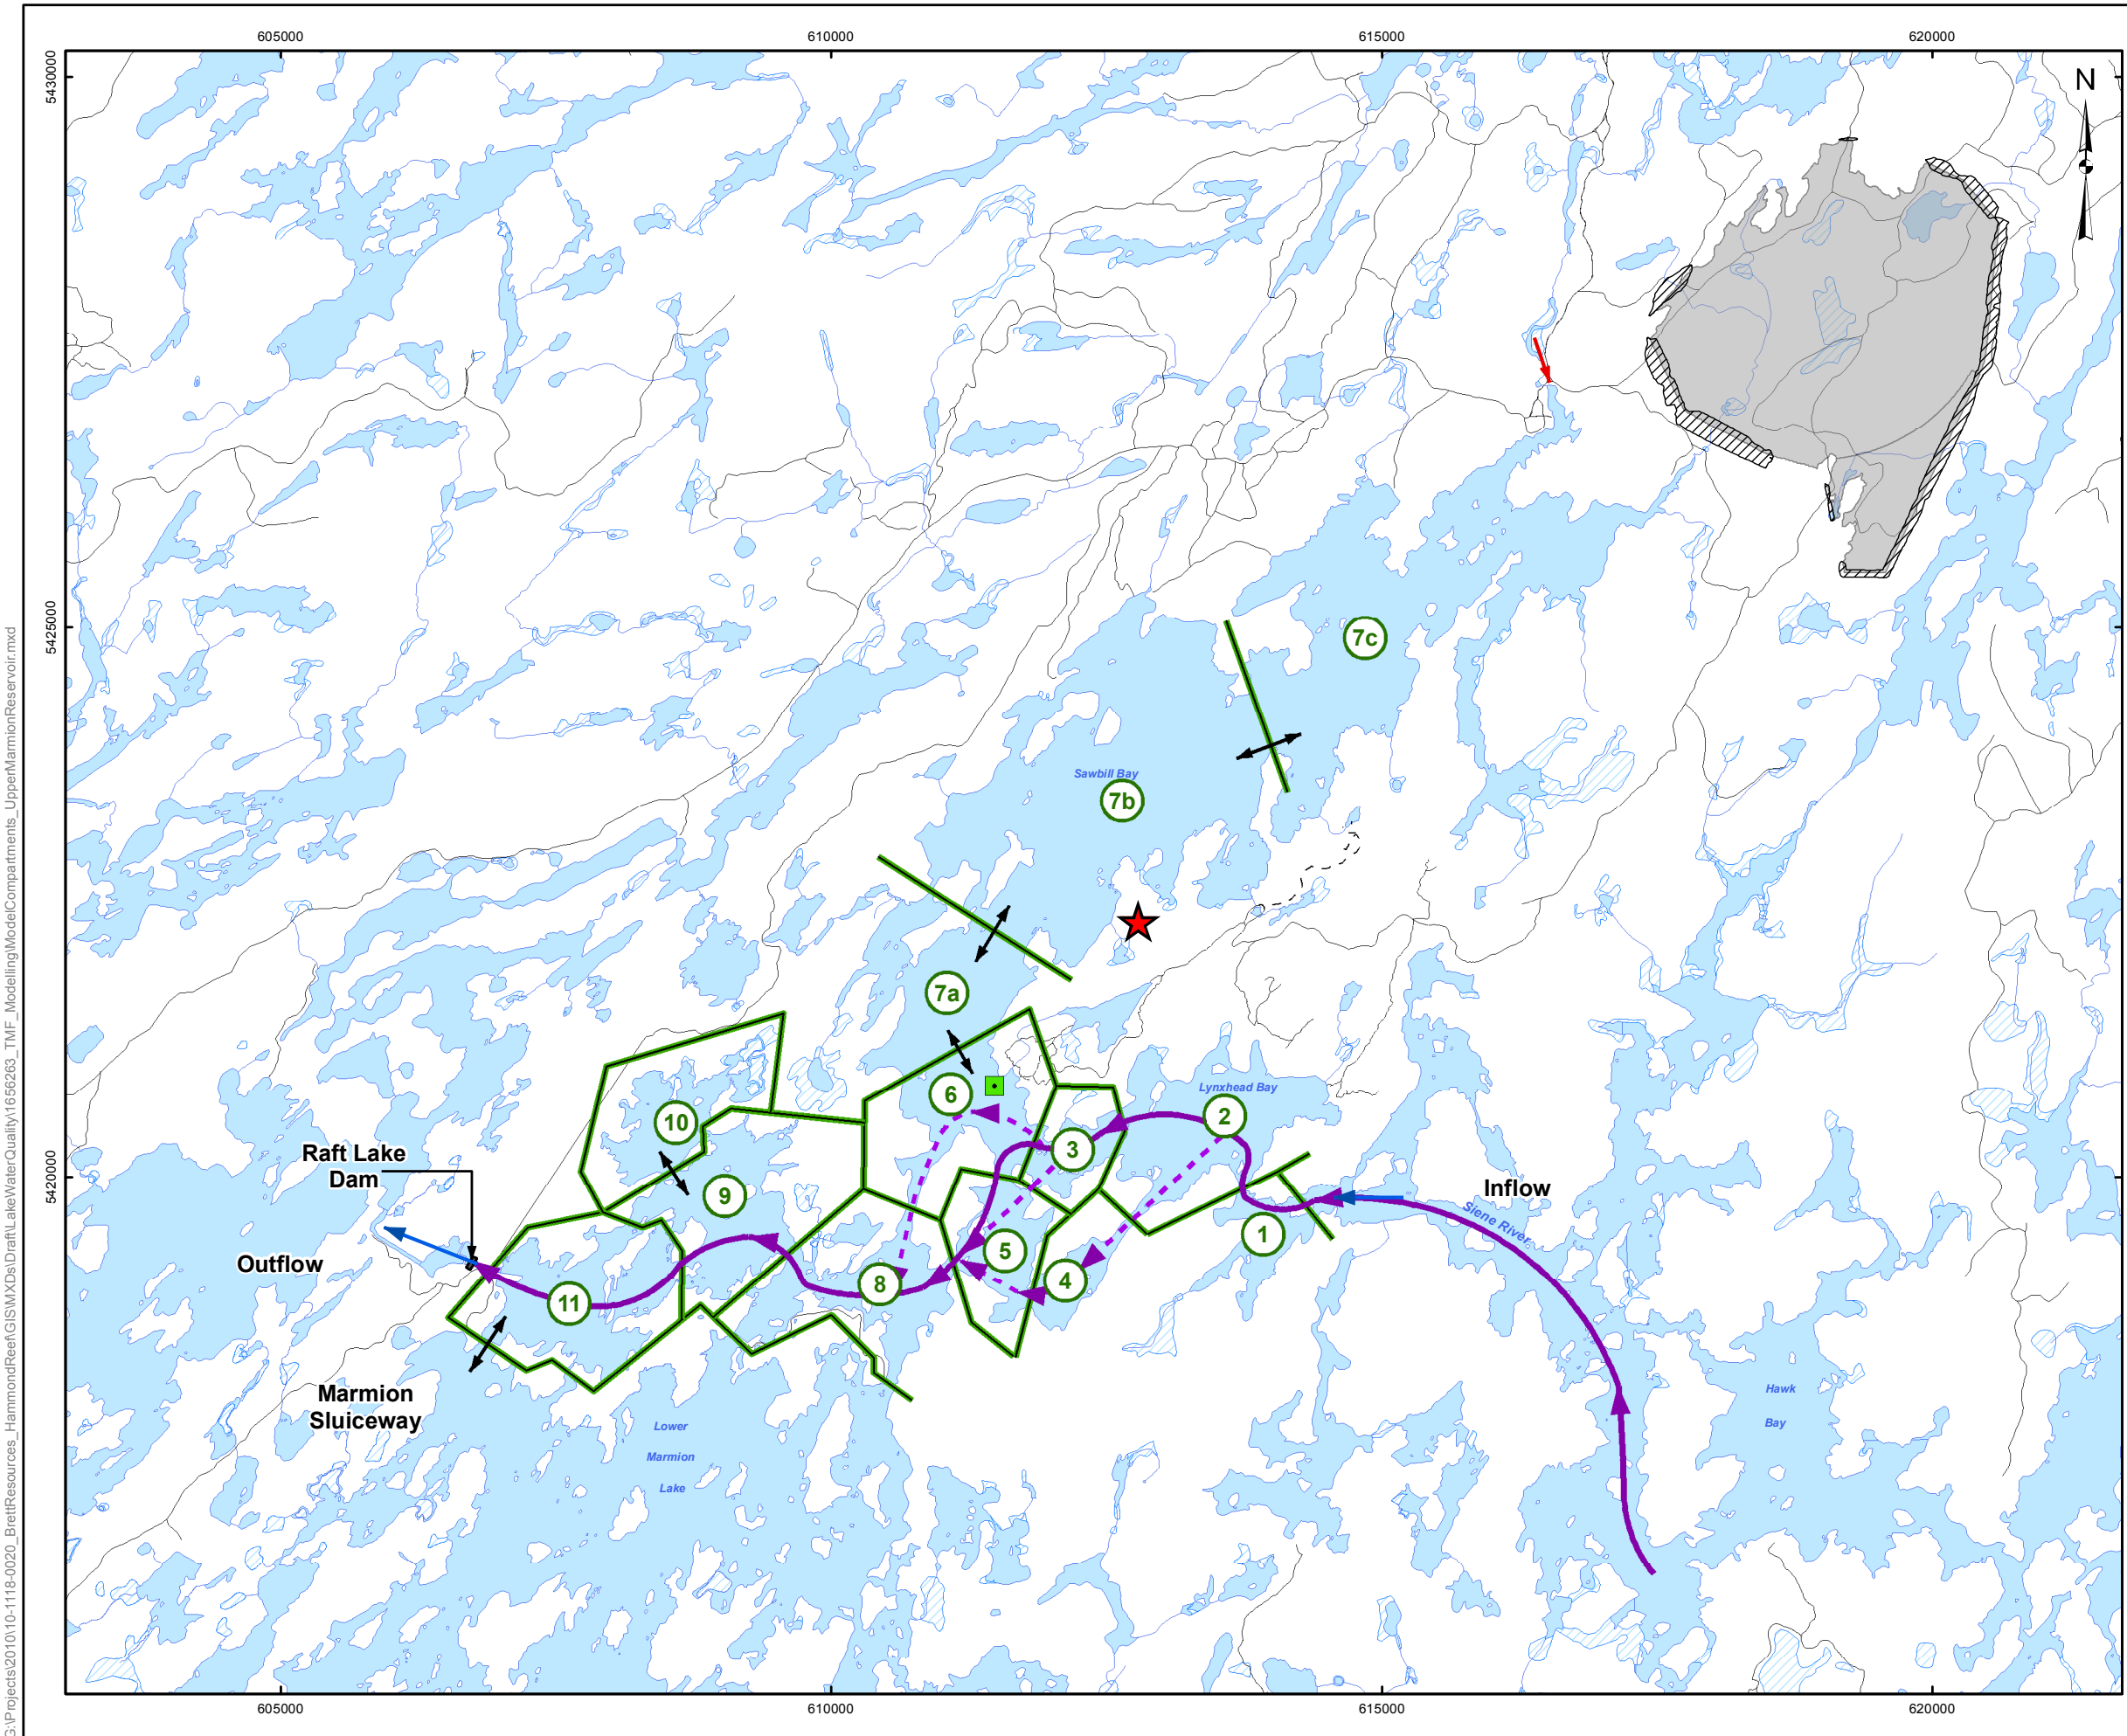 605000
610000
615000
620000
5430000
N
5425000
7c
Sawbill Bay
7b
7a
6
Lynxhead Bay
2
10
3
Raft Lake
Dam
5420000
9
Inflow
Siene River
1
Outflow
5
4
8
11
Marmion
Sluiceway
Hawk
Bay
Lower
Marmion
Lake
605000
610000
615000
620000
G:\Projects\2010\10-1118-0020_BrettResources_HammondReef\GIS\MXDs\Draft\LakeWaterQuality\1656263_TMF_Modelling\ModelCompartments_UpperMarmionReservoir.mxd